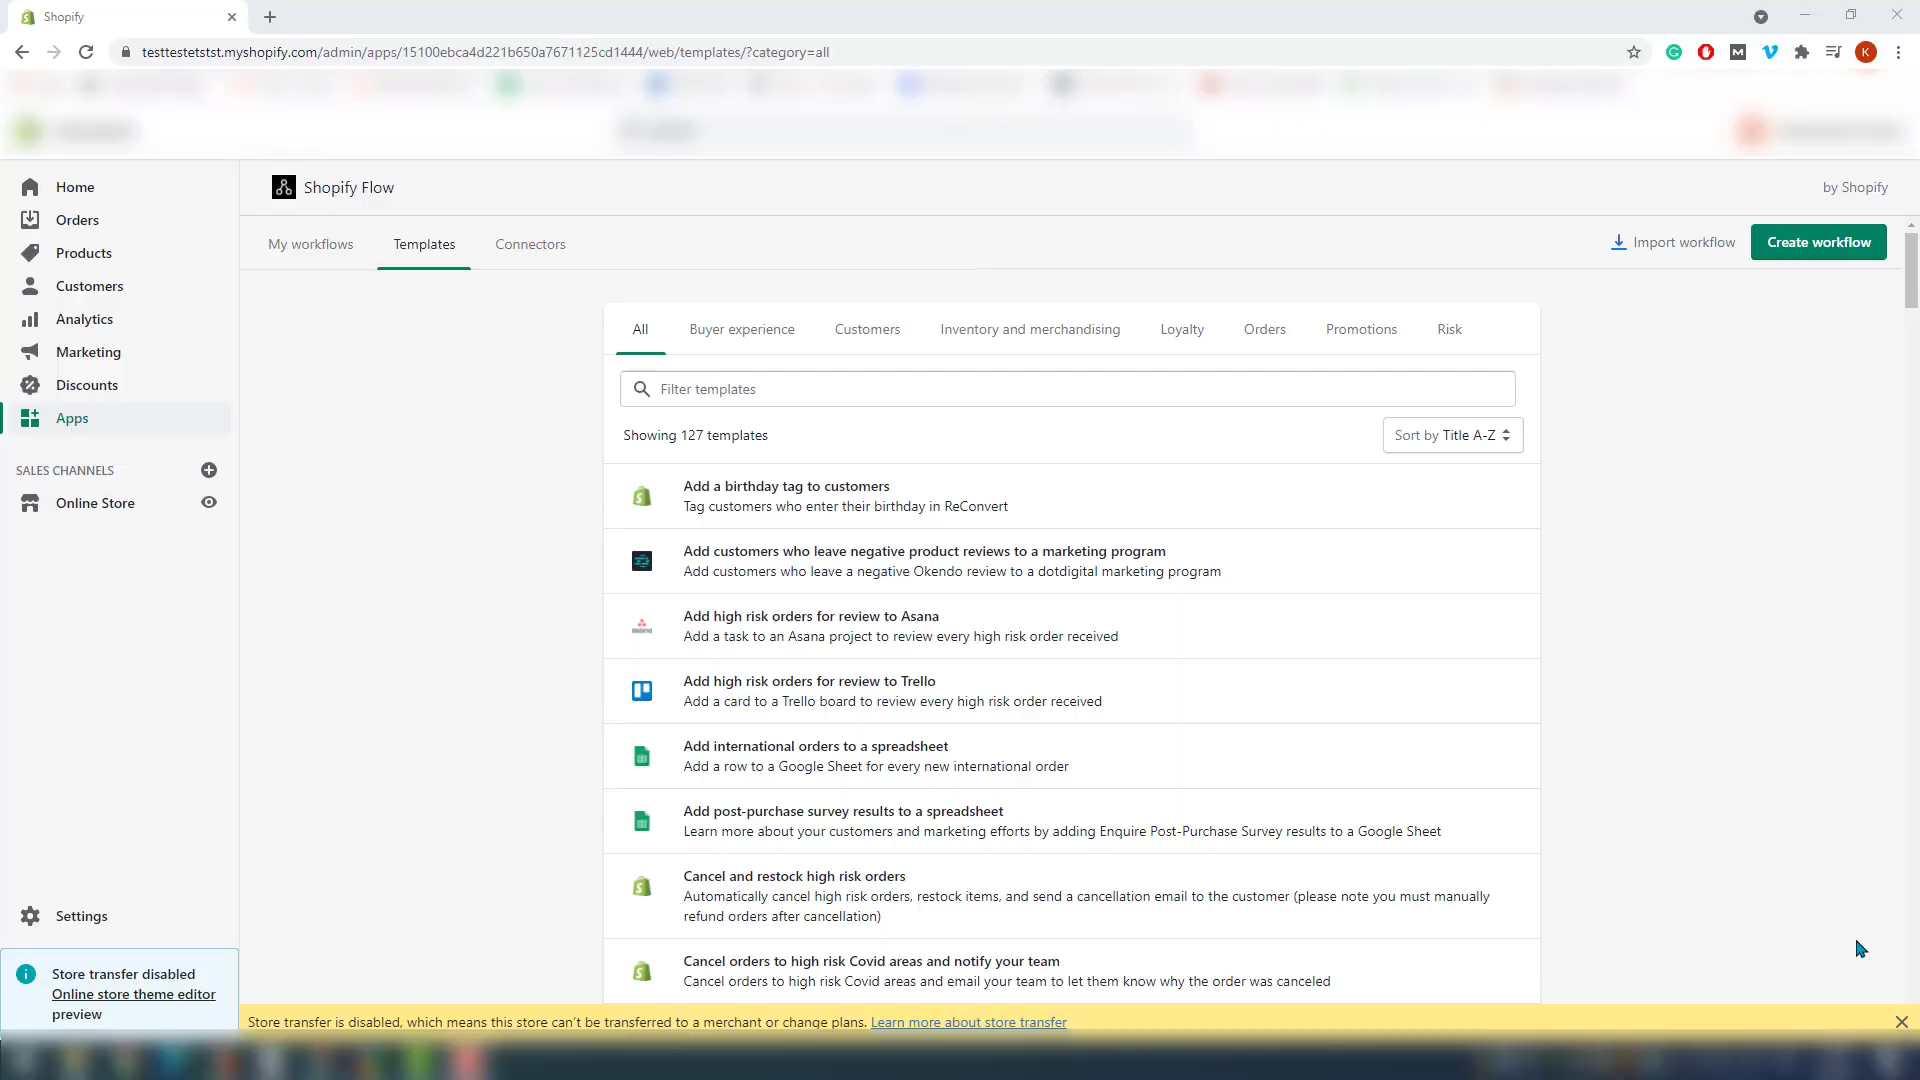 Shopify
testtestetstst.myshopify.com/admin/apps/15100ebca4d221b650a7671125cd1444/web/templates/?category=all
K
Home
Orders
Products
Customers
Analytics
Marketing
Discounts
Apps
SALES CHANNELS
Online Store
Settings
Store transfer disabled
Online store theme editor
preview
Shopify Flow
by Shopify
My workflows
Templates
Connectors
Import workflow
Create workflow
All
Buyer experience
Customers
Inventory and merchandising
Loyalty
Orders
Promotions
Risk
Filter templates
Showing 127 templates
Sort by Title A-Z
Add a birthday tag to customers
Tag customers who enter their birthday in ReConvert
Add customers who leave negative product reviews to a marketing program
Add customers who leave a negative Okendo review to a dotdigital marketing program
Add high risk orders for review to Asana
Add a task to an Asana project to review every high risk order received
Add high risk orders for review to Trello
Add a card to a Trello board to review every high risk order received
Add international orders to a spreadsheet
Add a row to a Google Sheet for every new international order
Add post-purchase survey results to a spreadsheet
Learn more about your customers and marketing efforts by adding Enquire Post-Purchase Survey results to a Google Sheet
Cancel and restock high risk orders
Automatically cancel high risk orders, restock items, and send a cancellation email to the customer (please note you must manually
refund orders after cancellation)
Cancel orders to high risk Covid areas and notify your team
Cancel orders to high risk Covid areas and email your team to let them know why the order was canceled
Store transfer is disabled, which means this store can't be transferred to a merchant or change plans. Learn more about store transfer